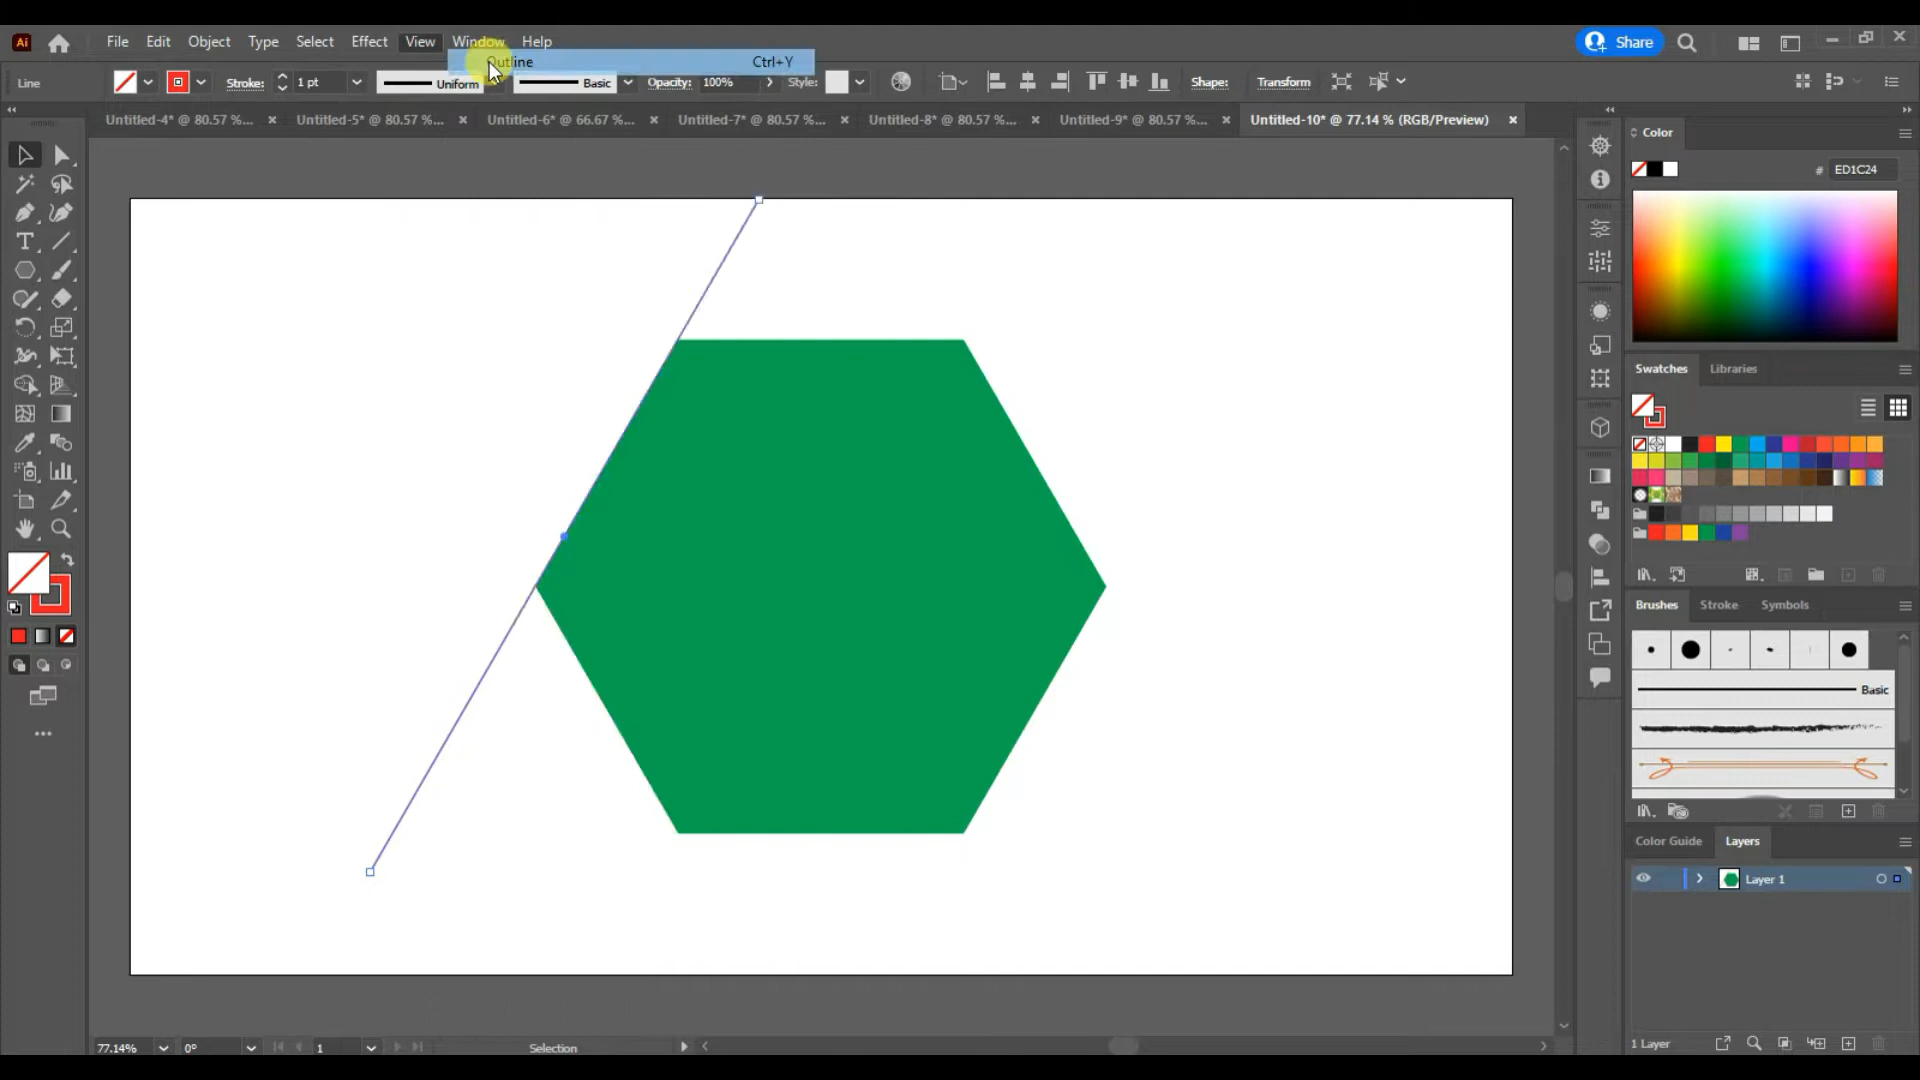 Ai File Edit Object Type Select Effect View Window Help Share
Outline Ctrl+Y
Line Stroke: 1 pt Uniform Basic Opacity: 100% Style: Shape: Transform
Untitled-4* @ 80.57 %... Untitled-5* @ 80.57 %... Untitled-6* @ 66.67 %... Untitled-7* @ 80.57 %... Untitled-8* @ 80.57 %... Untitled-9* @ 80.57 %... Untitled-10* @ 77.14 % (RGB/Preview)
Color
# ED1C24
Swatches Libraries
Brushes Stroke Symbols
Basic
Color Guide Layers
Layer 1
77.14% 0° 1 Selection 1 Layer